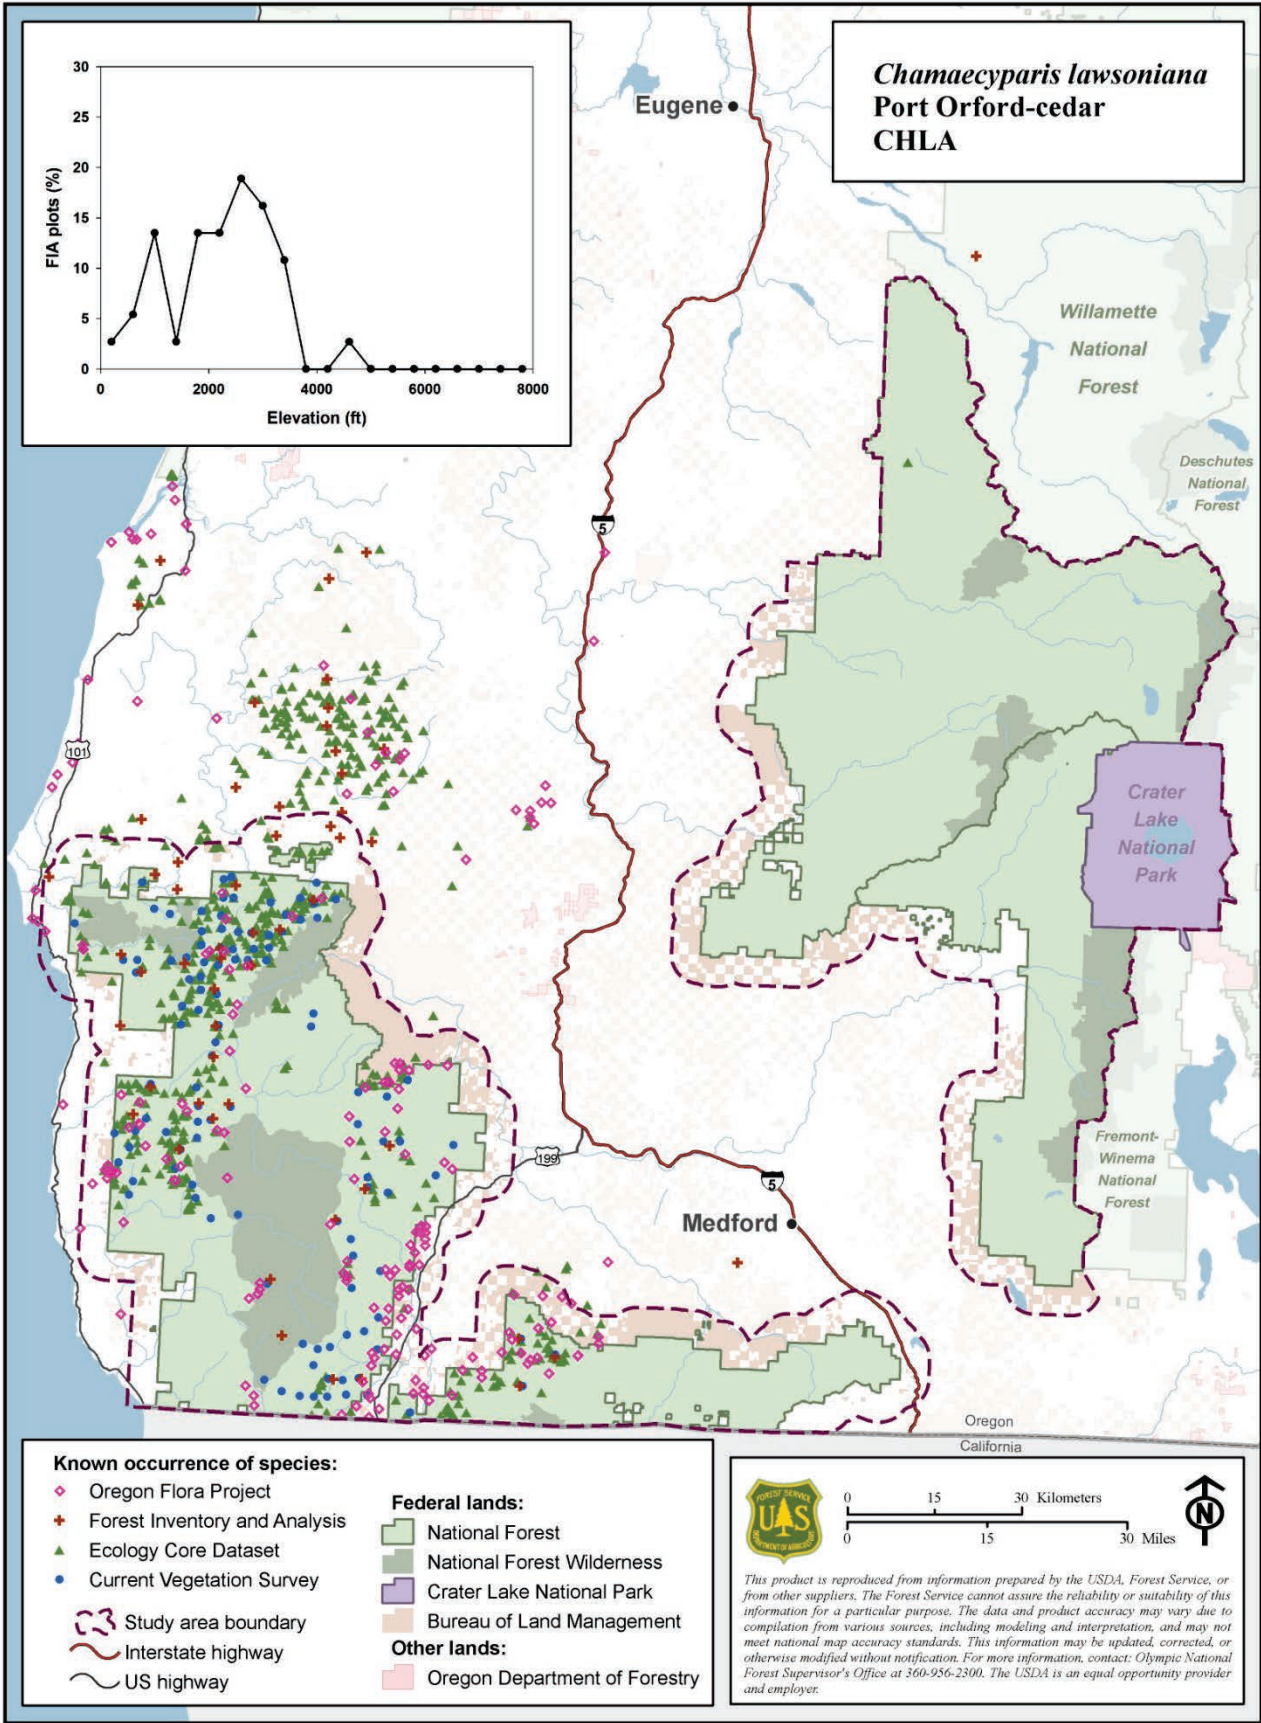 Chamaecyparis lawsoniana
Port Orford-cedar
CHLA
30
25
20
15
10
5
0
FIA plots (%)
0 2000 4000 6000 8000
Elevation (ft)
Eugene
Willamette
National
Forest
Deschutes
National
Forest
5
101
Crater
Lake
National
Park
199
5
Fremont-
Winema
National
Forest
Medford
Oregon
California
Known occurrence of species:
Oregon Flora Project
Forest Inventory and Analysis
Ecology Core Dataset
Current Vegetation Survey
Study area boundary
Interstate highway
US highway
Federal lands:
National Forest
National Forest Wilderness
Crater Lake National Park
Bureau of Land Management
Other lands:
Oregon Department of Forestry
FOREST SERVICE
US
DEPARTMENT OF AGRICULTURE
0 15 30 Kilometers
0 15 30 Miles
N
This product is reproduced from information prepared by the USDA, Forest Service, or
from other suppliers. The Forest Service cannot assure the reliability or suitability of this
information for a particular purpose. The data and product accuracy may vary due to
compilation from various sources, including modeling and interpretation, and may not
meet national map accuracy standards. This information may be updated, corrected, or
otherwise modified without notification. For more information, contact: Olympic National
Forest Supervisor's Office at 360-956-2300. The USDA is an equal opportunity provider
and employer.